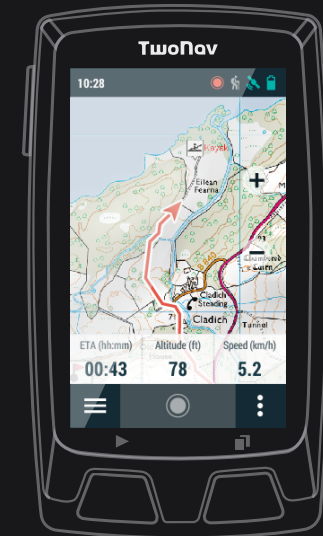 TwoNav
10:28
Kayak
Eilean
Fearna
+
B 840
Cladich
Steading
Cladich
Tunnel
ETA (hh:mm) Altitude (ft) Speed (km/h)
00:43 78 5.2